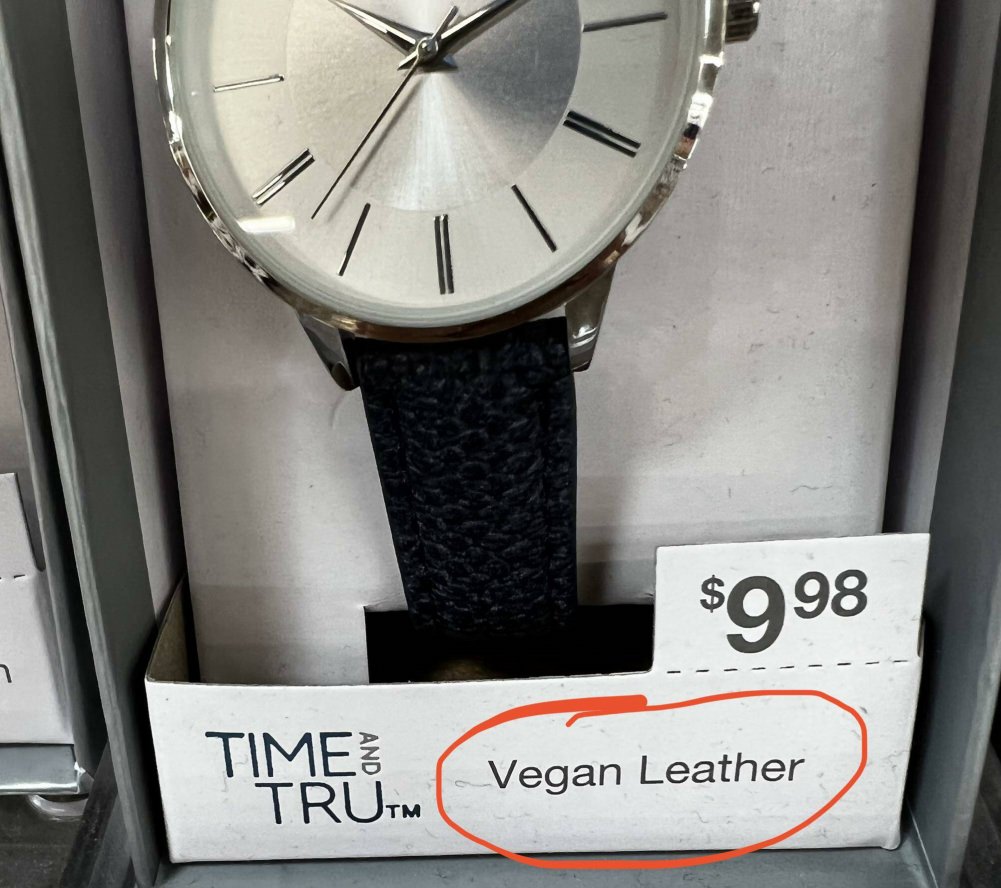 $9.98
TIME AND
TRU™
Vegan Leather